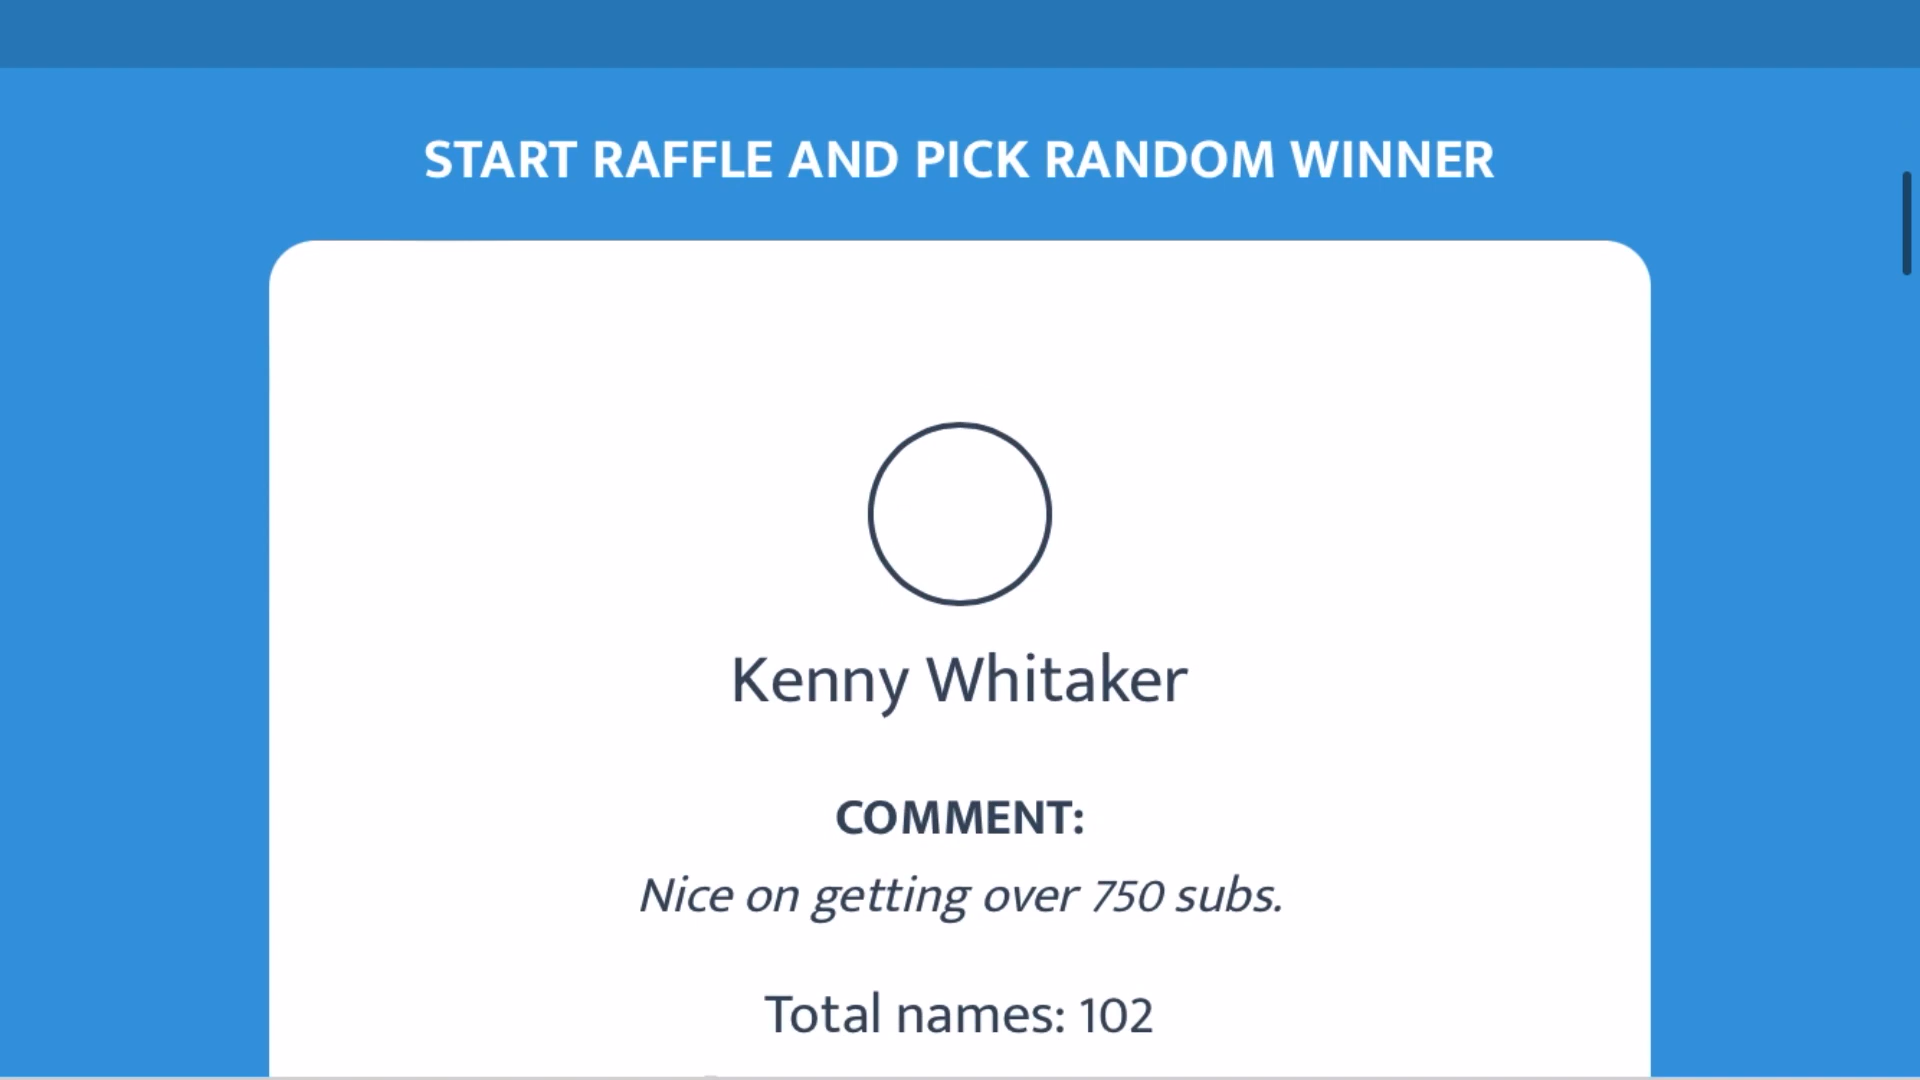 START RAFFLE AND PICK RANDOM WINNER
Kenny Whitaker
COMMENT:
Nice on getting over 750 subs.
Total names: 102